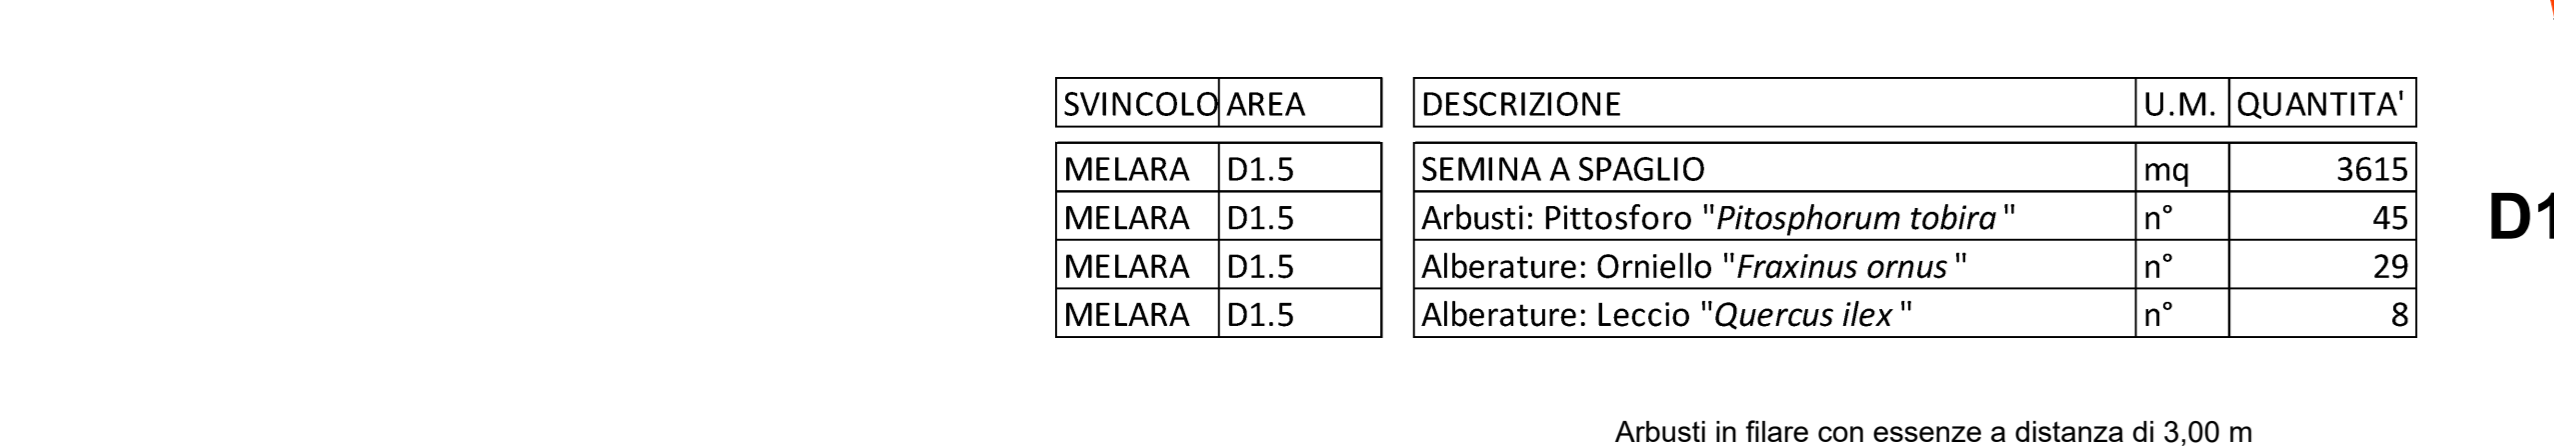 SVINCOLO AREA DESCRIZIONE U.M. QUANTITA'
MELARA D1.5 SEMINA A SPAGLIO mq 3615
MELARA D1.5 Arbusti: Pittosforo "Pitosphorum tobira" n° 45
MELARA D1.5 Alberature: Orniello "Fraxinus ornus" n° 29
MELARA D1.5 Alberature: Leccio "Quercus ilex" n° 8
D1
Arbusti in filare con essenze a distanza di 3,00 m